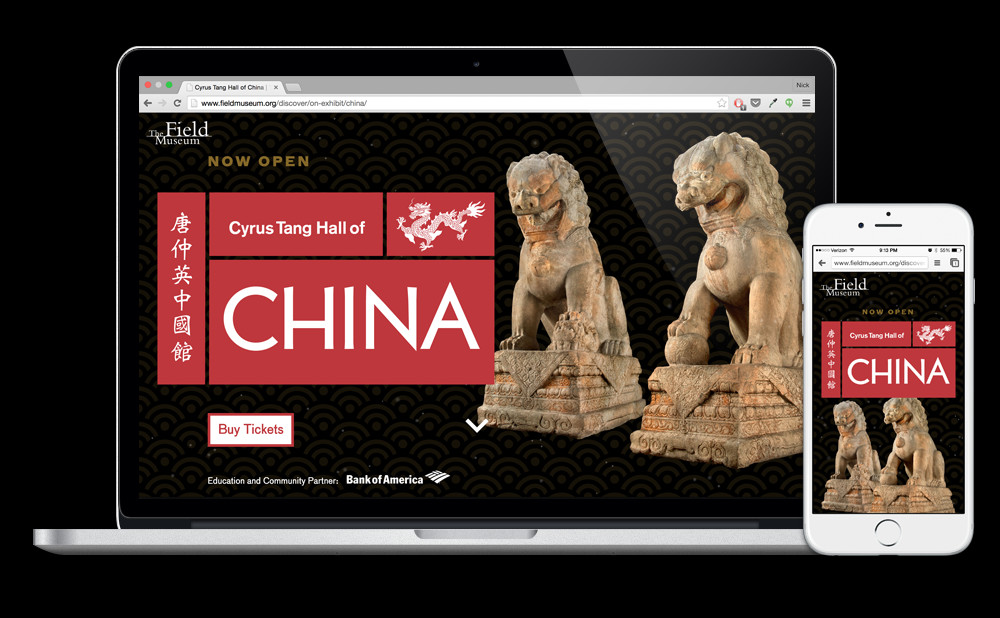 Cyrus Tang Hall of China |
Nick
www.fieldmuseum.org/discover/on-exhibit/china/
The Field
Museum
NOW OPEN
唐仲英中國館
Cyrus Tang Hall of
CHINA
Buy Tickets
Education and Community Partner: Bank of America
Verizon
9:13 PM
55%
www.fieldmuseum.org/discover
The Field
Museum
NOW OPEN
唐仲英中國館
Cyrus Tang Hall of
CHINA